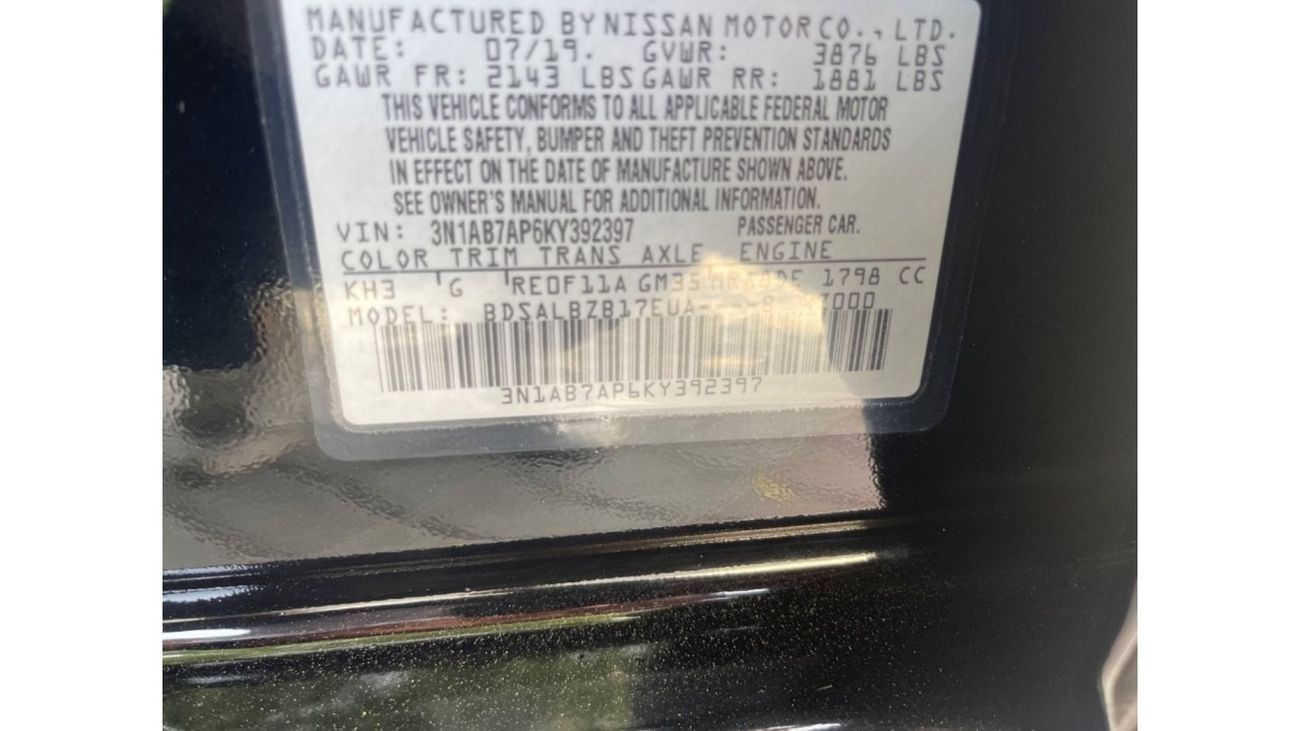 MANUFACTURED BY NISSAN MOTOR CO., LTD.
DATE: 07/19. GVWR: 3876 LBS
GAWR FR: 2143 LBS GAWR RR: 1881 LBS
THIS VEHICLE CONFORMS TO ALL APPLICABLE FEDERAL MOTOR
VEHICLE SAFETY, BUMPER AND THEFT PREVENTION STANDARDS
IN EFFECT ON THE DATE OF MANUFACTURE SHOWN ABOVE.
SEE OWNER'S MANUAL FOR ADDITIONAL INFORMATION.
VIN: 3N1AB7AP6KY392397 PASSENGER CAR.
COLOR TRIM TRANS AXLE ENGINE
KH3 G RE0F11A GM35 1798 CC
MODEL:
3N1AB7AP6KY392397